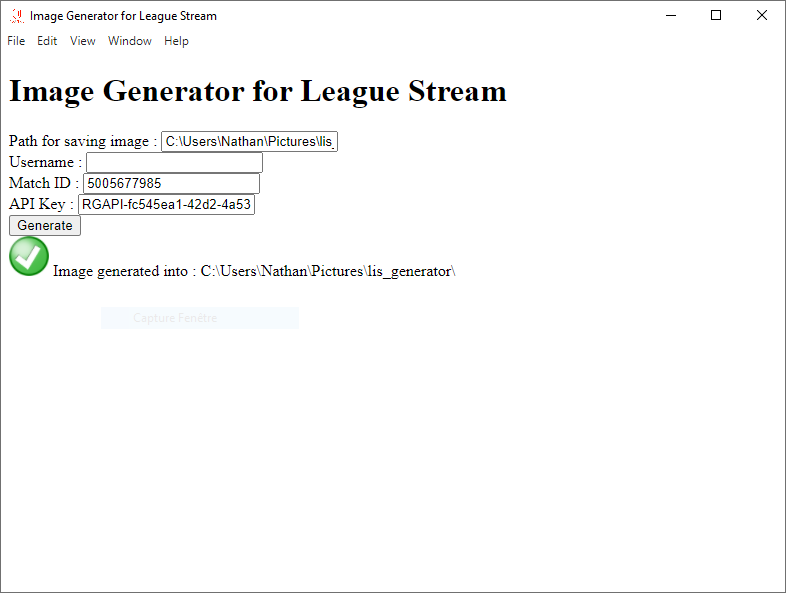 Image Generator for League Stream
File Edit View Window Help
Image Generator for League Stream
Path for saving image : C:\Users\Nathan\Pictures\lis_
Username :
Match ID : 5005677985
API Key : RGAPI-fc545ea1-42d2-4a53
Generate
Image generated into : C:\Users\Nathan\Pictures\lis_generator\
Capture Fenêtre